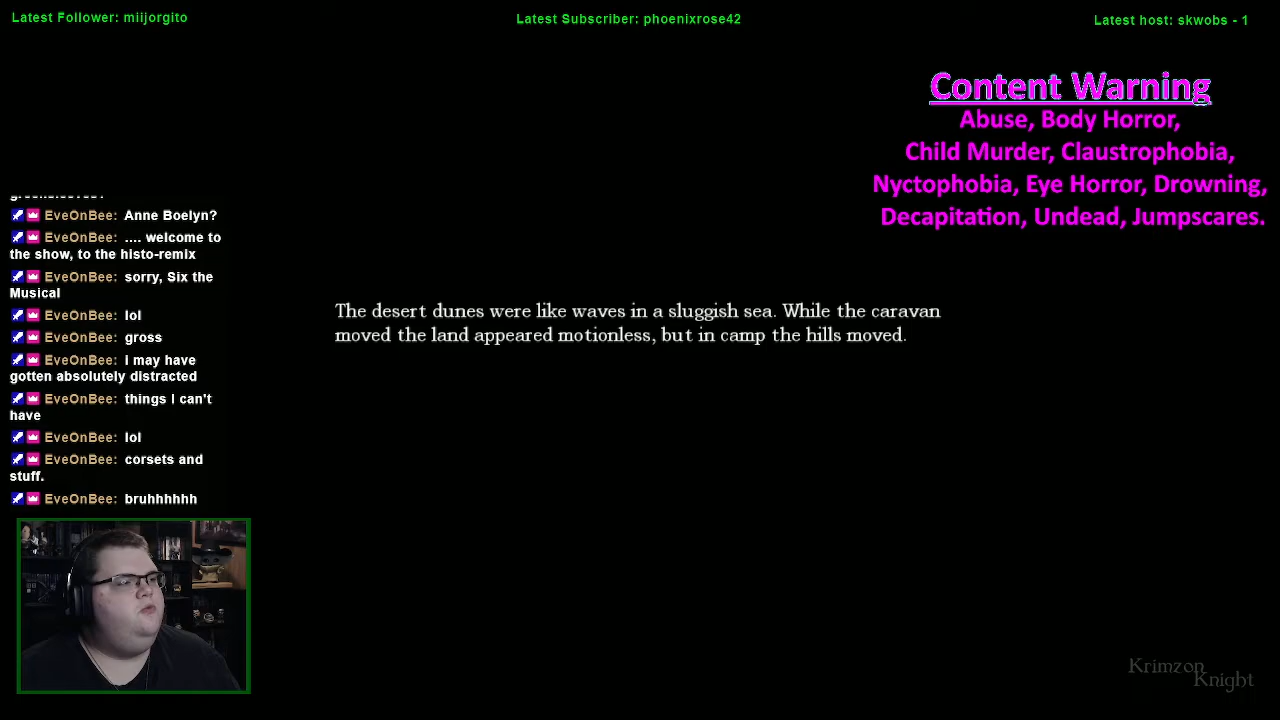 Latest Follower: miijorgito
Latest Subscriber: phoenixrose42
Latest host: skwobs - 1
Content Warning
Abuse, Body Horror,
Child Murder, Claustrophobia,
Nyctophobia, Eye Horror, Drowning,
Decapitation, Undead, Jumpscares.
EveOnBee: Anne Boelyn?
EveOnBee: .... welcome to
the show, to the histo-remix
EveOnBee: sorry, Six the
Musical
EveOnBee: lol
EveOnBee: gross
EveOnBee: I may have
gotten absolutely distracted
EveOnBee: things I can't
have
EveOnBee: lol
EveOnBee: corsets and
stuff.
EveOnBee: bruhhhhhh
The desert dunes were like waves in a sluggish sea. While the caravan
moved the land appeared motionless, but in camp the hills moved.
Krimzon
Knight